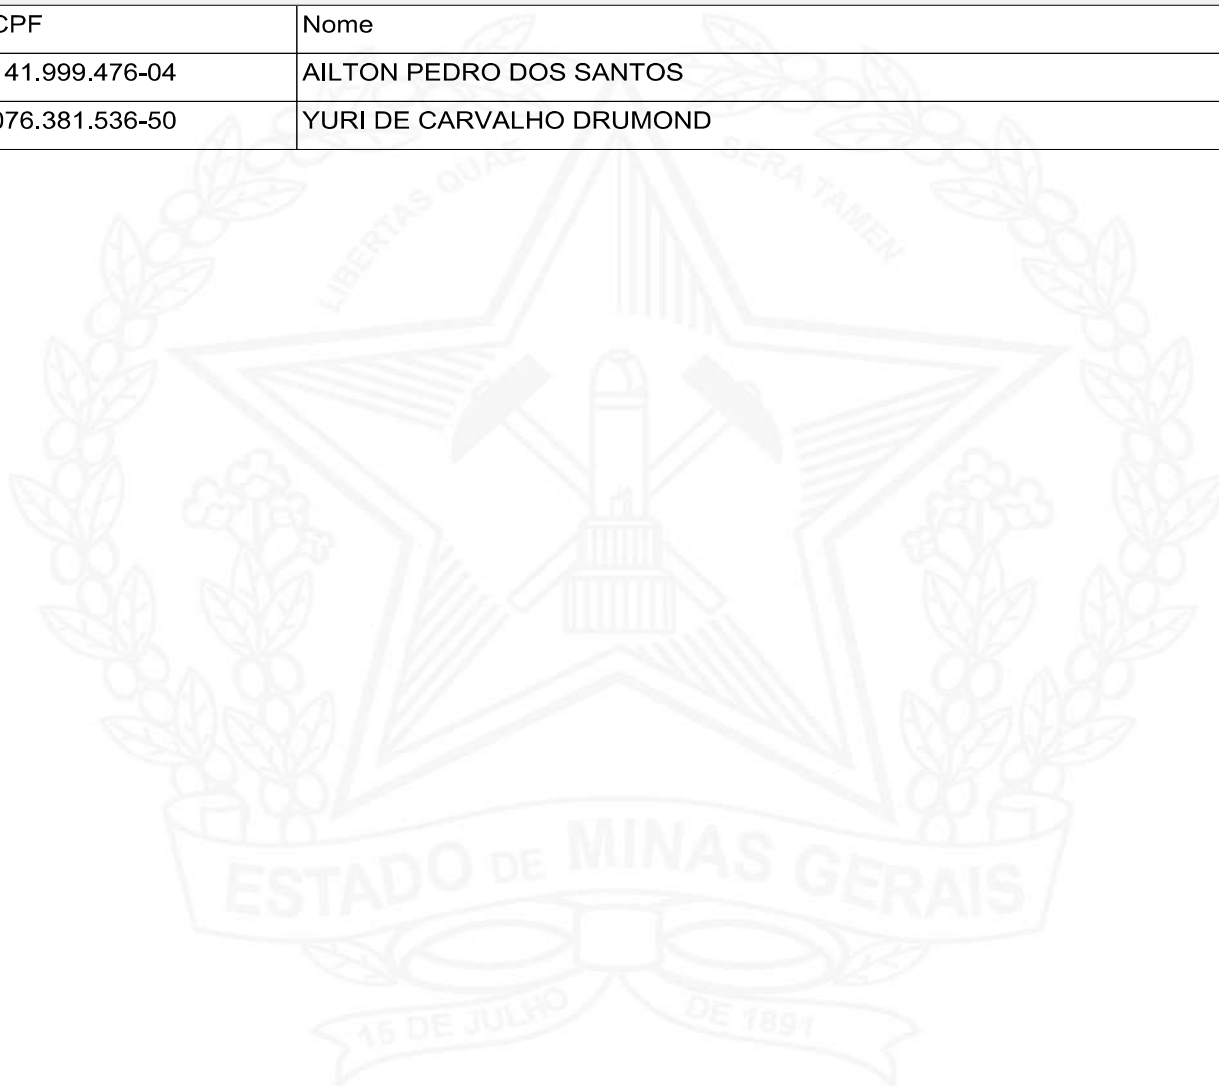 CPF Nome
41.999.476-04 AILTON PEDRO DOS SANTOS
076.381.536-50 YURI DE CARVALHO DRUMOND
LIBERTAS QUAE SERA TAMEN
ESTADO DE MINAS GERAIS
15 DE JULHO DE 1891